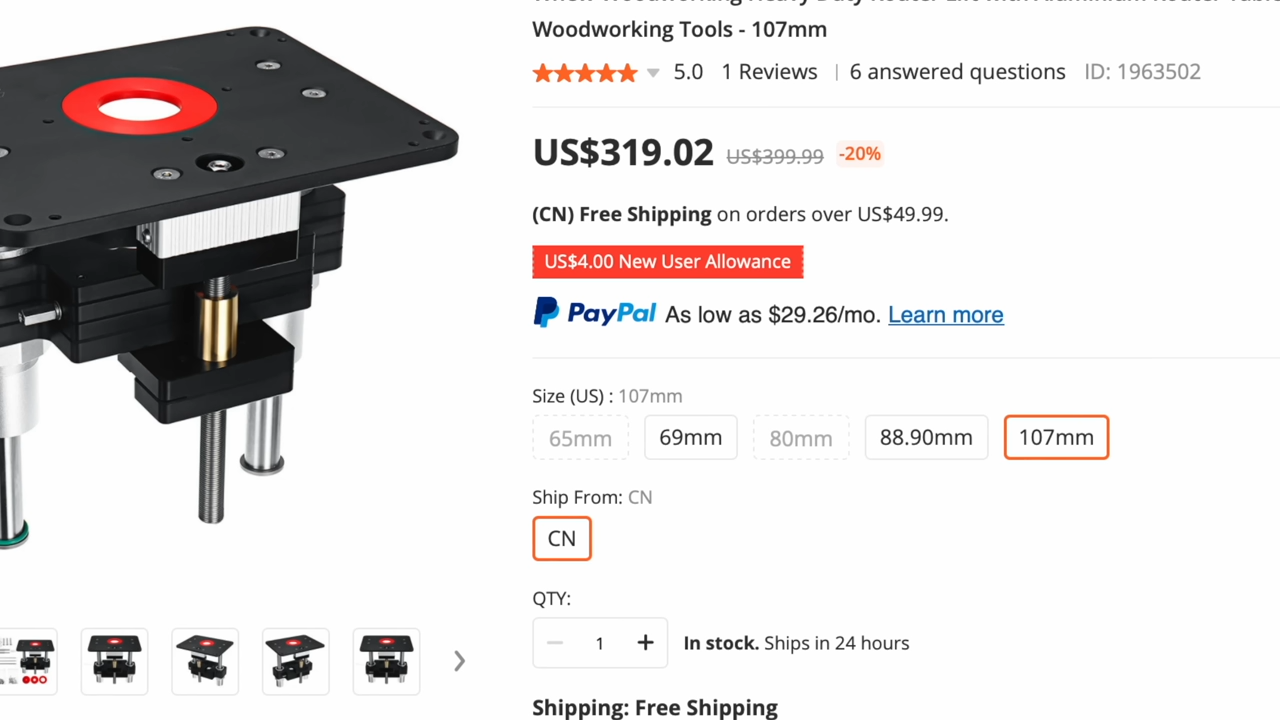 Woodworking Tools - 107mm
5.0 1 Reviews | 6 answered questions ID: 1963502
US$319.02 US$399.99 -20%
(CN) Free Shipping on orders over US$49.99.
US$4.00 New User Allowance
PayPal As low as $29.26/mo. Learn more
Size (US) : 107mm
65mm 69mm 80mm 88.90mm 107mm
Ship From: CN
CN
QTY:
1 In stock. Ships in 24 hours
Shipping: Free Shipping